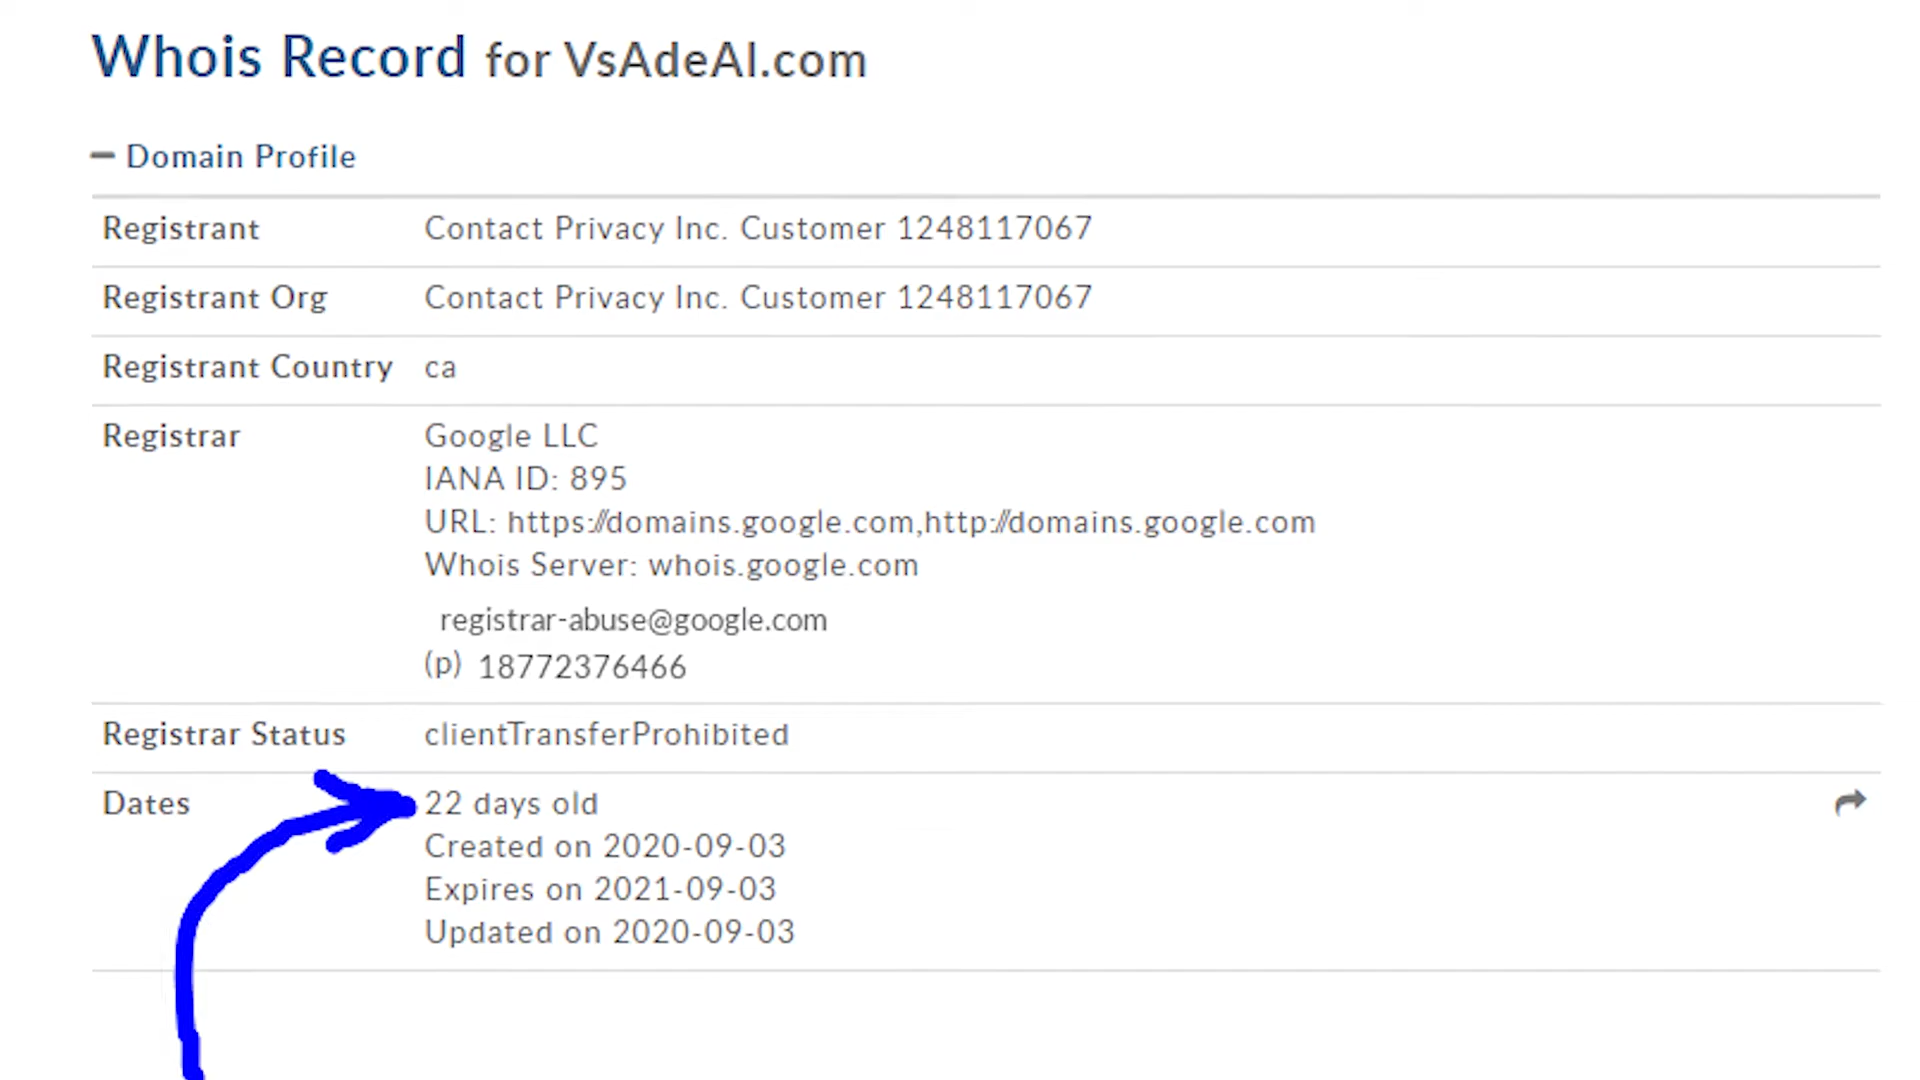 Whois Record for VsAdeAl.com
Domain Profile
Registrant Contact Privacy Inc. Customer 1248117067
Registrant Org Contact Privacy Inc. Customer 1248117067
Registrant Country ca
Registrar Google LLC
IANA ID: 895
URL: https://domains.google.com,http://domains.google.com
Whois Server: whois.google.com
registrar-abuse@google.com
(p) 18772376466
Registrar Status clientTransferProhibited
Dates 22 days old
Created on 2020-09-03
Expires on 2021-09-03
Updated on 2020-09-03